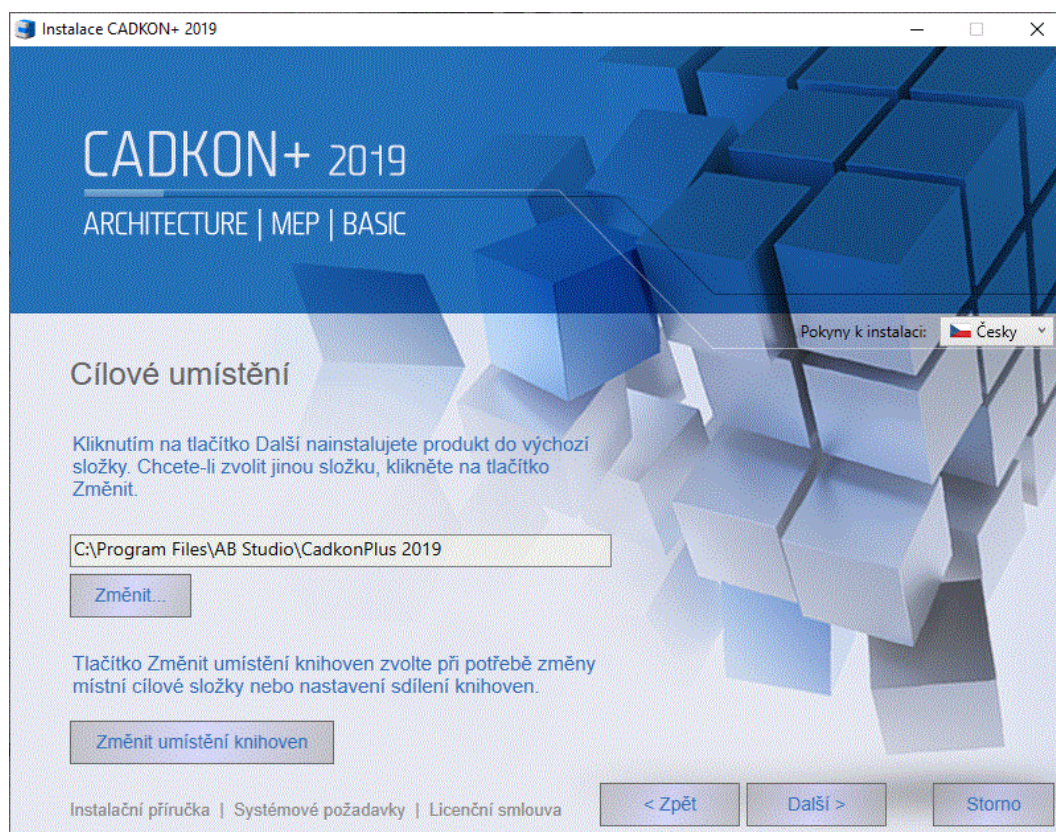 Instalace CADKON+ 2019
CADKON+ 2019
ARCHITECTURE | MEP | BASIC
Pokyny k instalaci: Česky
Cílové umístění
Kliknutím na tlačítko Další nainstalujete produkt do výchozí
složky. Chcete-li zvolit jinou složku, klikněte na tlačítko
Změnit.
C:\Program Files\AB Studio\CadkonPlus 2019
Změnit...
Tlačítko Změnit umístění knihoven zvolte při potřebě změny
místní cílové složky nebo nastavení sdílení knihoven.
Změnit umístění knihoven
Instalační příručka | Systémové požadavky | Licenční smlouva
< Zpět Další > Storno